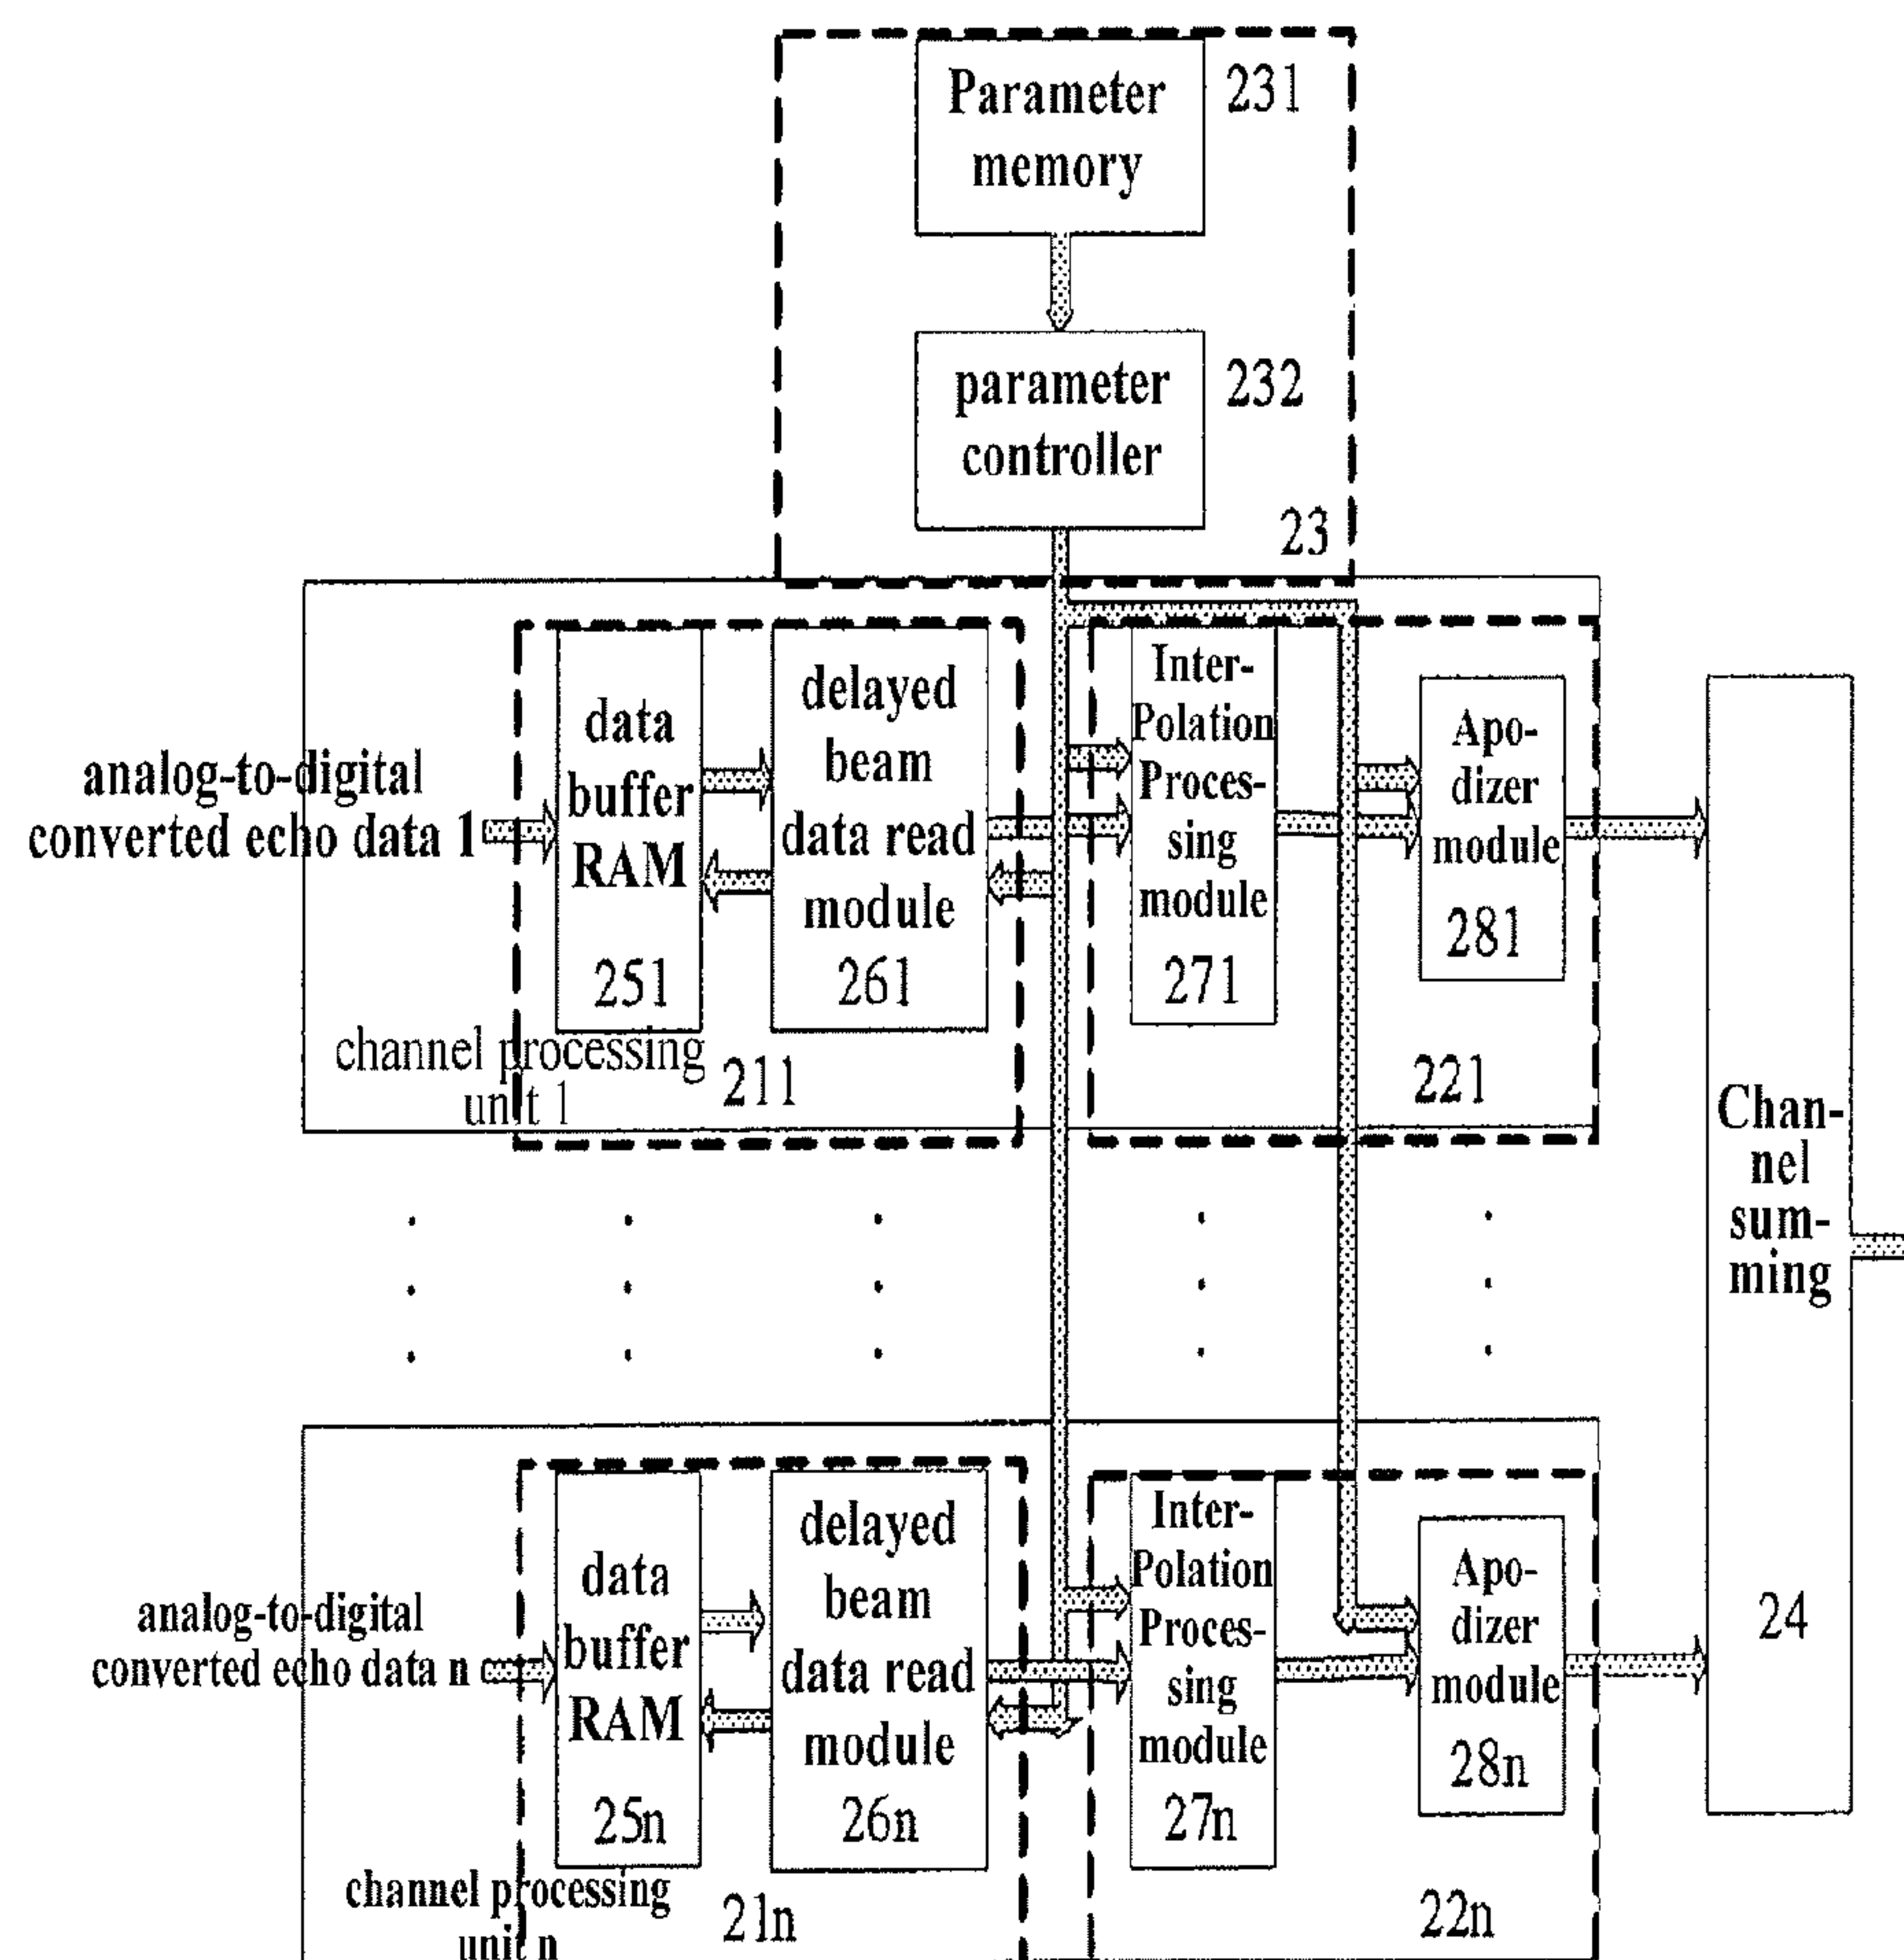 Parameter
memory
231
parameter
controller
232
23
analog-to-digital
converted echo data 1
data
buffer
RAM
251
delayed
beam
data read
module
261
channel processing
unit 1
211
Inter-
Polation
Proces-
sing
module
271
Apo-
dizer
module
281
221
Chan-
nel
sum-
ming
24
analog-to-digital
converted echo data n
data
buffer
RAM
25n
delayed
beam
data read
module
26n
channel processing
unit n
21n
Inter-
Polation
Proces-
sing
module
27n
Apo-
dizer
module
28n
22n